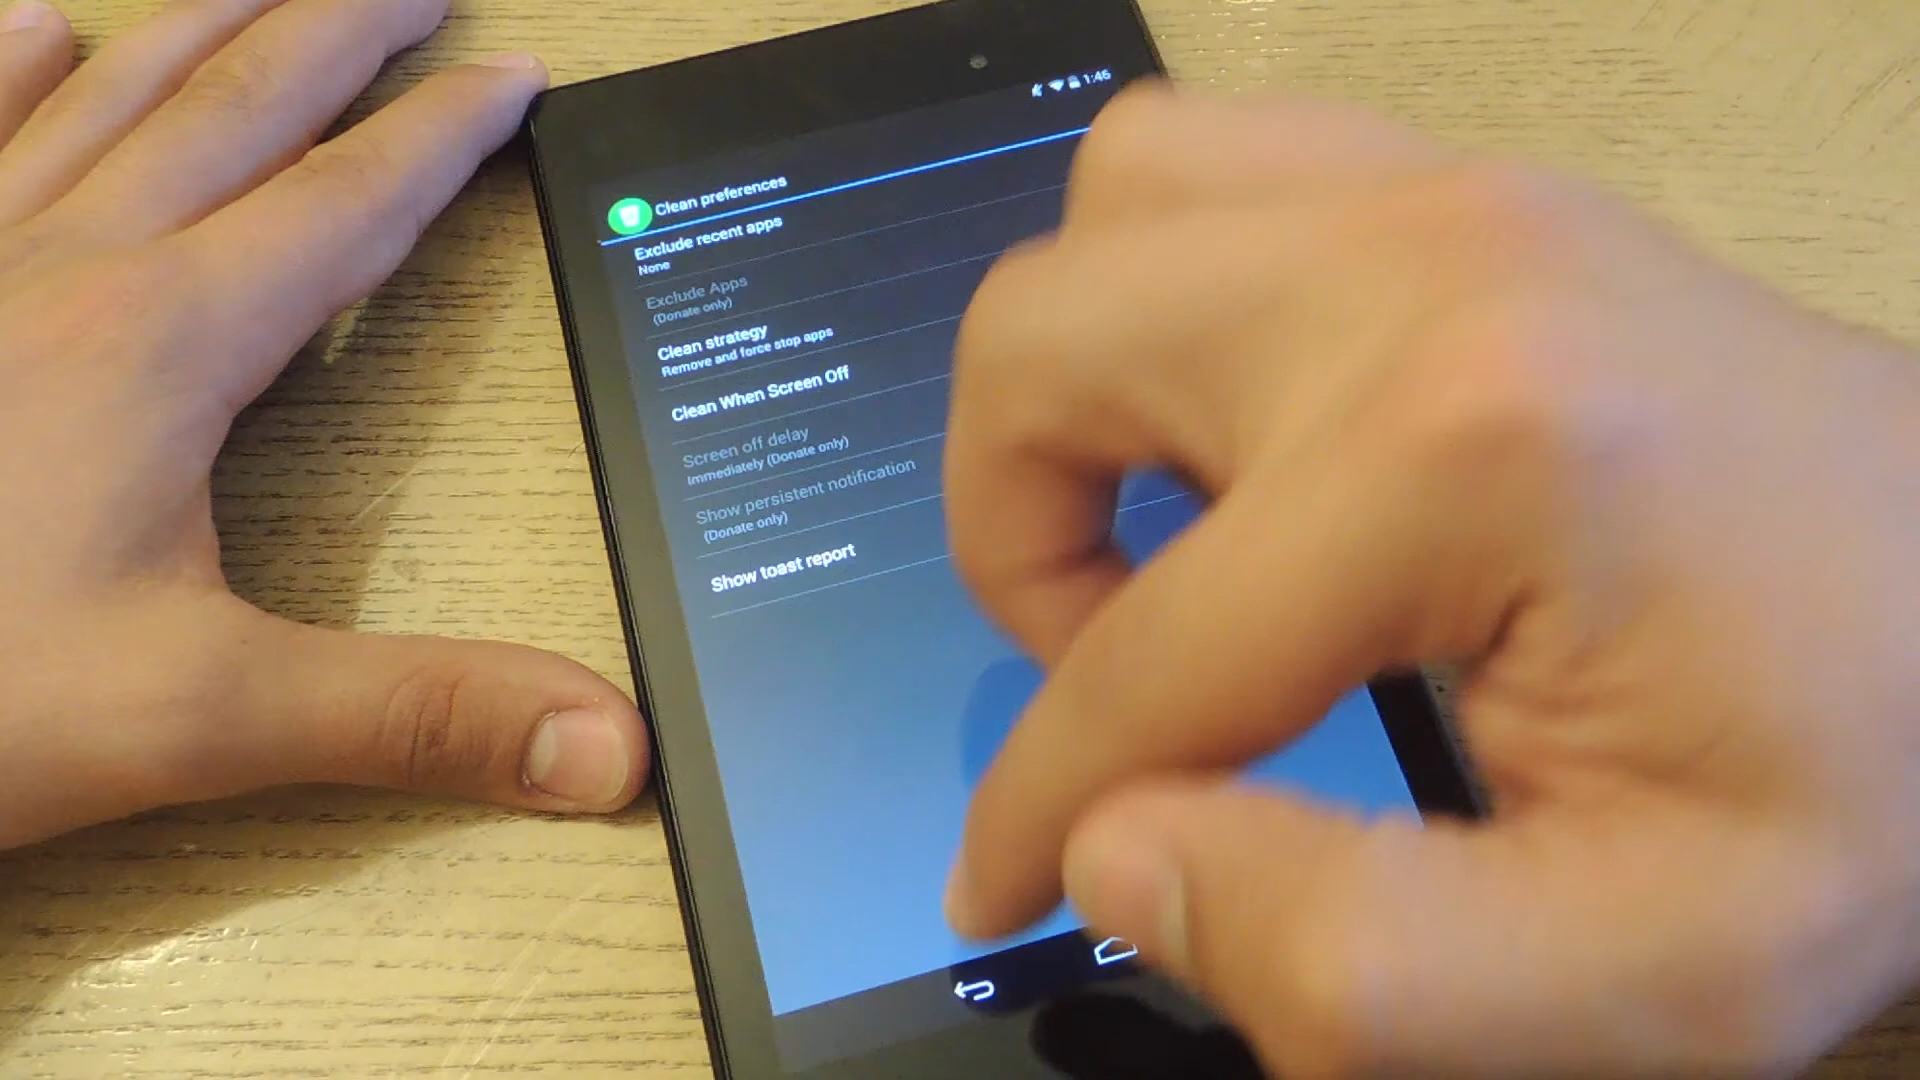 1:45
Clean preferences
Exclude recent apps
None
Exclude Apps
(Donate only)
Clean strategy
Remove and force stop apps
Clean When Screen Off
Screen off delay
Immediately (Donate only)
Show persistent notification
(Donate only)
Show toast report